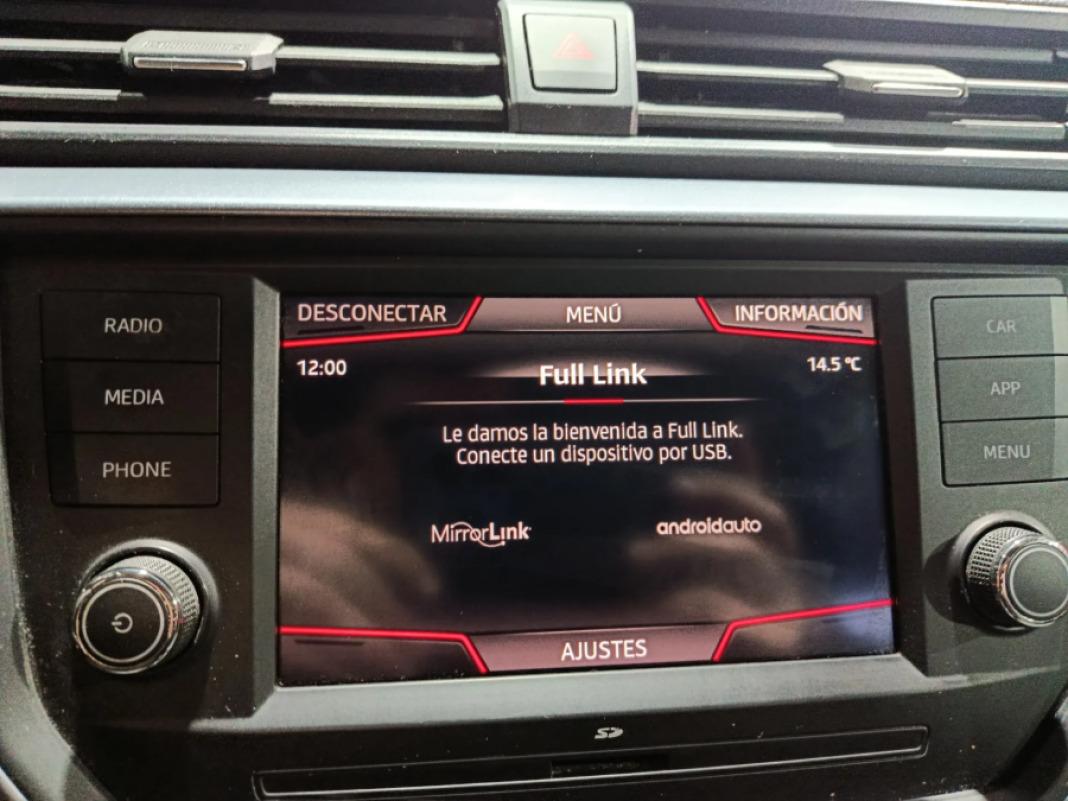 DESCONECTAR
MENÚ
INFORMACIÓN
RADIO
CAR
12:00
14.5 °C
Full Link
MEDIA
APP
Le damos la bienvenida a Full Link.
Conecte un dispositivo por USB.
PHONE
MENU
MirrorLink
androidauto
AJUSTES
SD